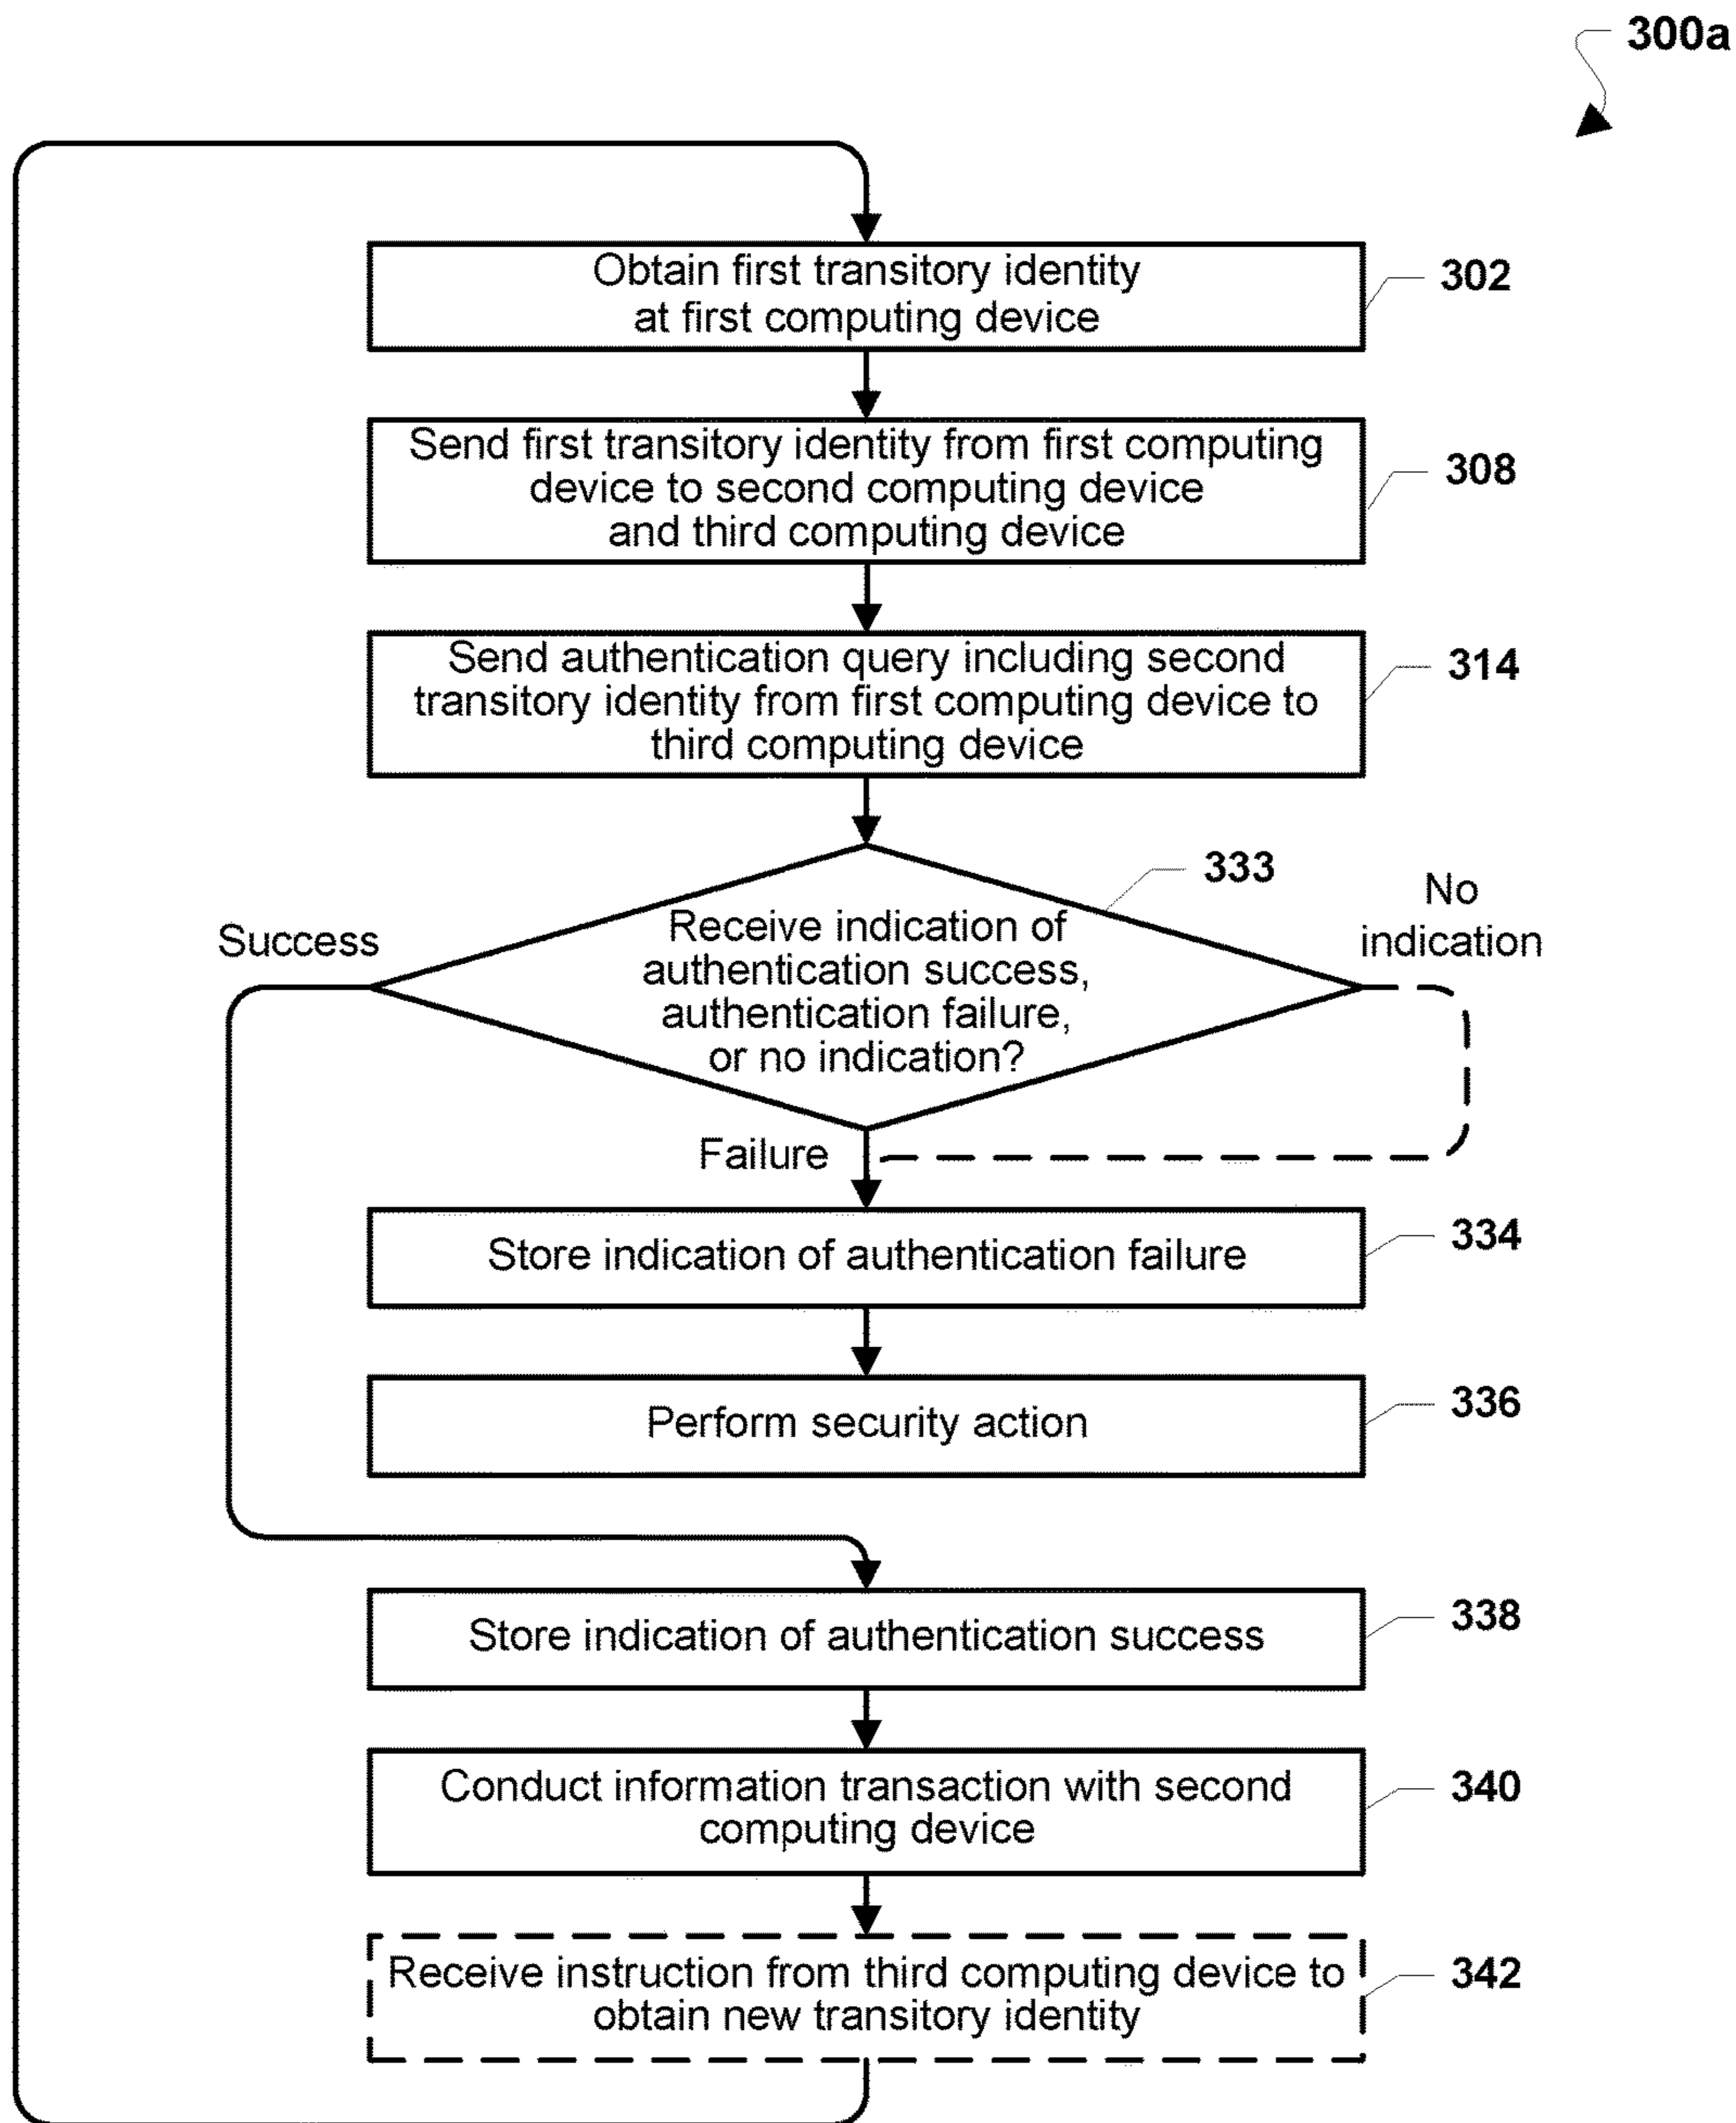 300a
Obtain first transitory identity
at first computing device
302
Send first transitory identity from first computing
device to second computing device
and third computing device
308
Send authentication query including second
transitory identity from first computing device to
third computing device
314
333
No
indication
Success
Receive indication of
authentication success,
authentication failure,
or no indication?
Failure
Store indication of authentication failure
334
Perform security action
336
Store indication of authentication success
338
Conduct information transaction with second
computing device
340
Receive instruction from third computing device to
obtain new transitory identity
342